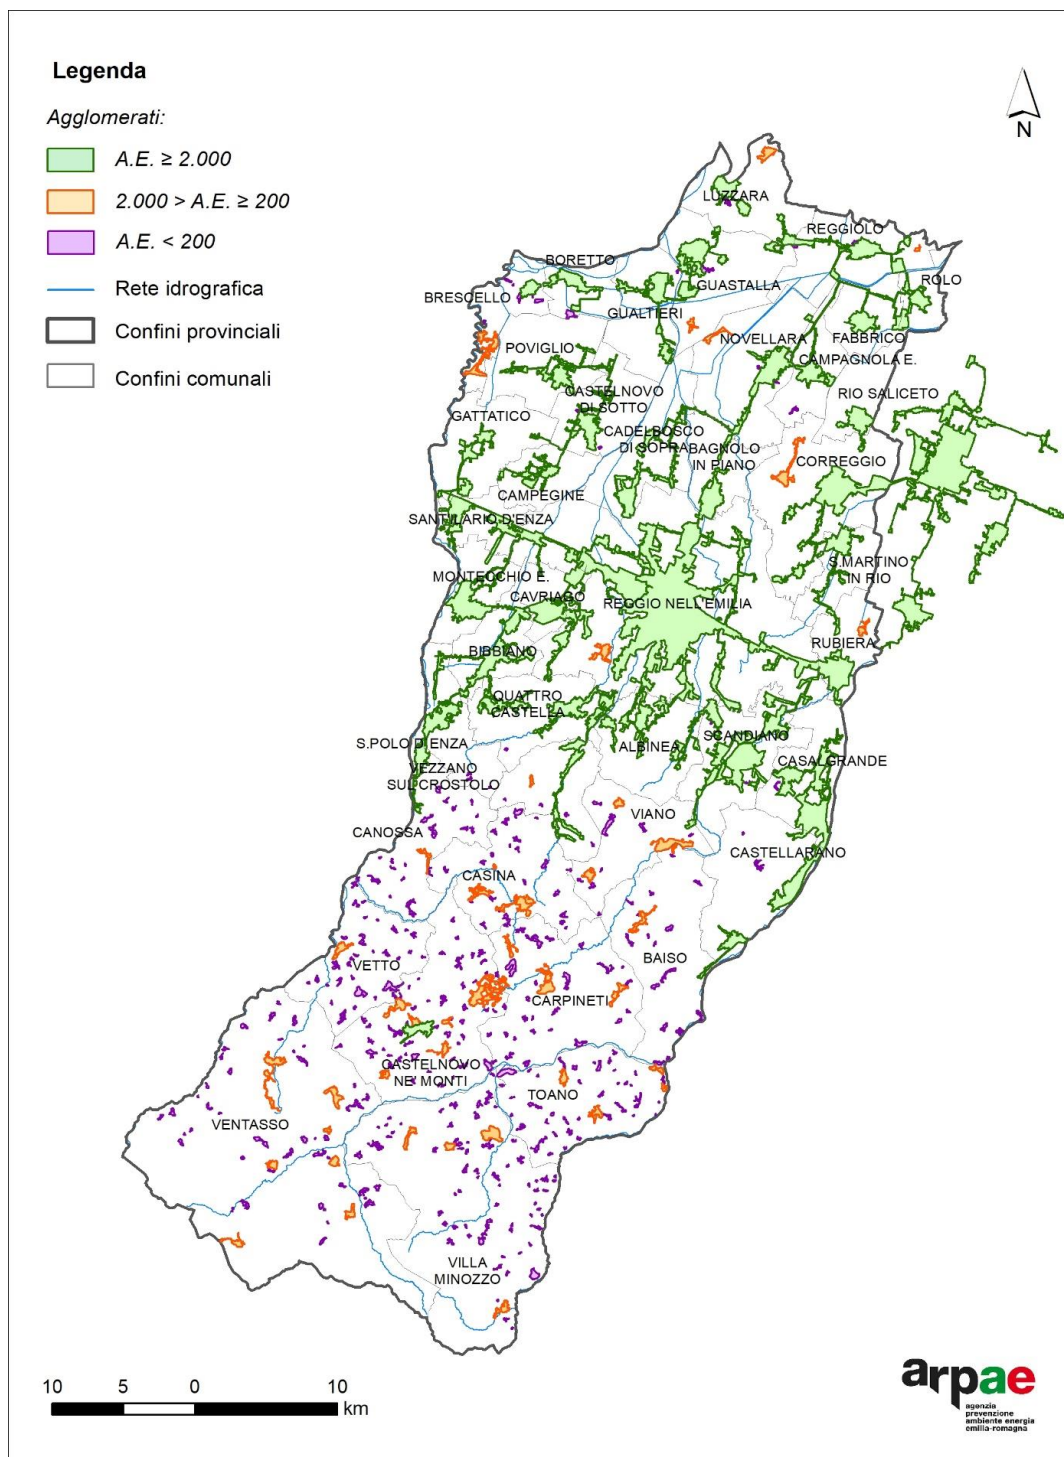 Legenda
Agglomerati:
A.E. ≥ 2.000
2.000 > A.E. ≥ 200
A.E. < 200
Rete idrografica
Confini provinciali
Confini comunali
N
LUZZARA
REGGIOLO
BORETTO
BRESCELLO
GUASTALLA
ROLO
GUALTIERI
NOVELLARA
FABBRICO
POVIGLIO
CAMPAGNOLA E.
CASTELNOVO
DI SOTTO
RIO SALICETO
GATTATICO
CADELBOSCO
DI SOPRA
BAGNOLO
IN PIANO
CORREGGIO
CAMPEGINE
SANT'ILARIO D'ENZA
MONTECCHIO E.
CAVRIAGO
REGGIO NELL'EMILIA
S.MARTINO
IN RIO
RUBIERA
BIBBIANO
QUATTRO
CASTELLA
S.POLO D'ENZA
ALBINEA
SCANDIANO
CASALGRANDE
VEZZANO
SUL CROSTOLO
CANOSSA
VIANO
CASTELLARANO
CASINA
VETTO
BAISO
CARPINETI
CASTELNOVO
NE' MONTI
TOANO
VENTASSO
VILLA
MINOZZO
10 5 0 10
km
arpae
agenzia
prevenzione
ambiente energia
emilia-romagna